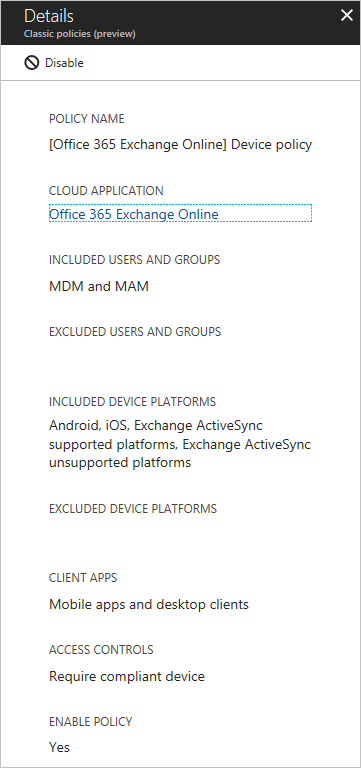 Details
Classic policies (preview)
Disable
POLICY NAME
[Office 365 Exchange Online] Device policy
CLOUD APPLICATION
Office 365 Exchange Online
INCLUDED USERS AND GROUPS
MDM and MAM
EXCLUDED USERS AND GROUPS
INCLUDED DEVICE PLATFORMS
Android, iOS, Exchange ActiveSync
supported platforms, Exchange ActiveSync
unsupported platforms
EXCLUDED DEVICE PLATFORMS
CLIENT APPS
Mobile apps and desktop clients
ACCESS CONTROLS
Require compliant device
ENABLE POLICY
Yes